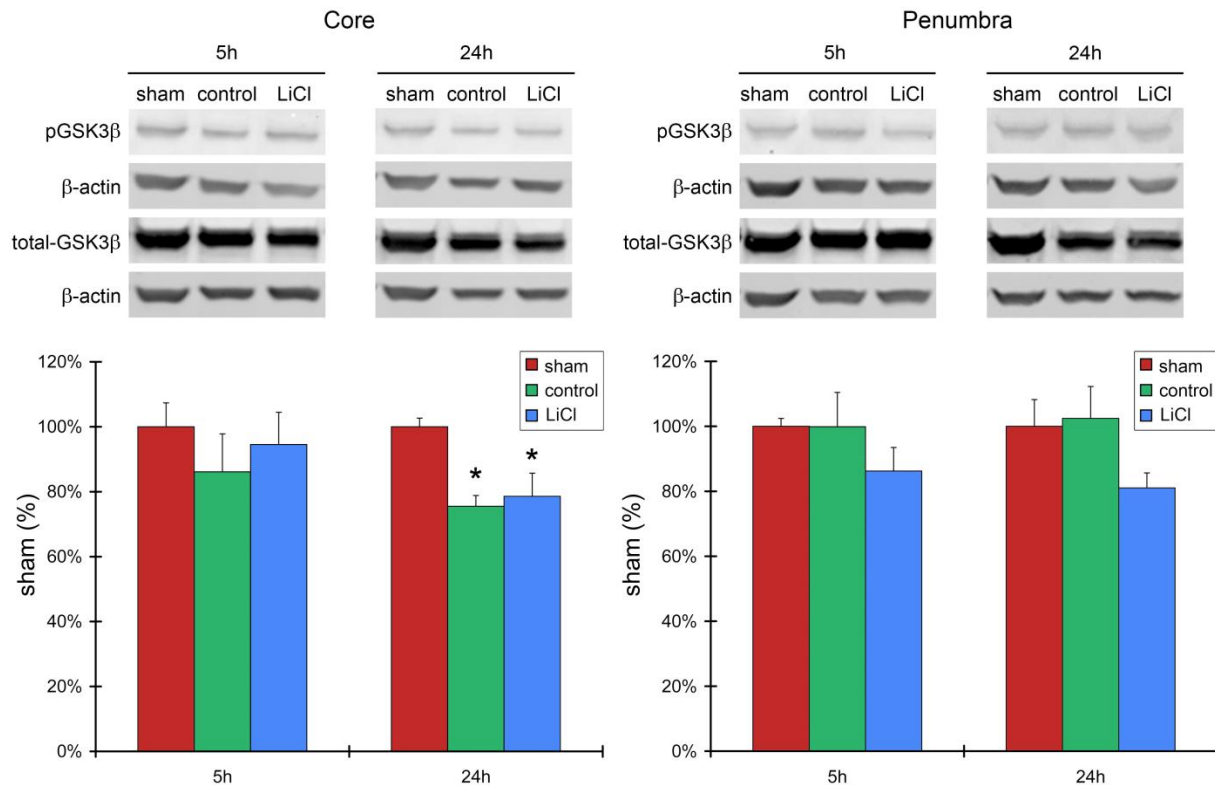 Core
5h
24h
sham control LiCl
sham control LiCl
pGSK3β
β-actin
total-GSK3β
β-actin
120%
100%
80%
60%
40%
20%
0%
sham (%)
sham
control
LiCl
*
*
5h
24h
Penumbra
5h
24h
sham control LiCl
sham control LiCl
pGSK3β
β-actin
total-GSK3β
β-actin
120%
100%
80%
60%
40%
20%
0%
sham (%)
sham
control
LiCl
5h
24h